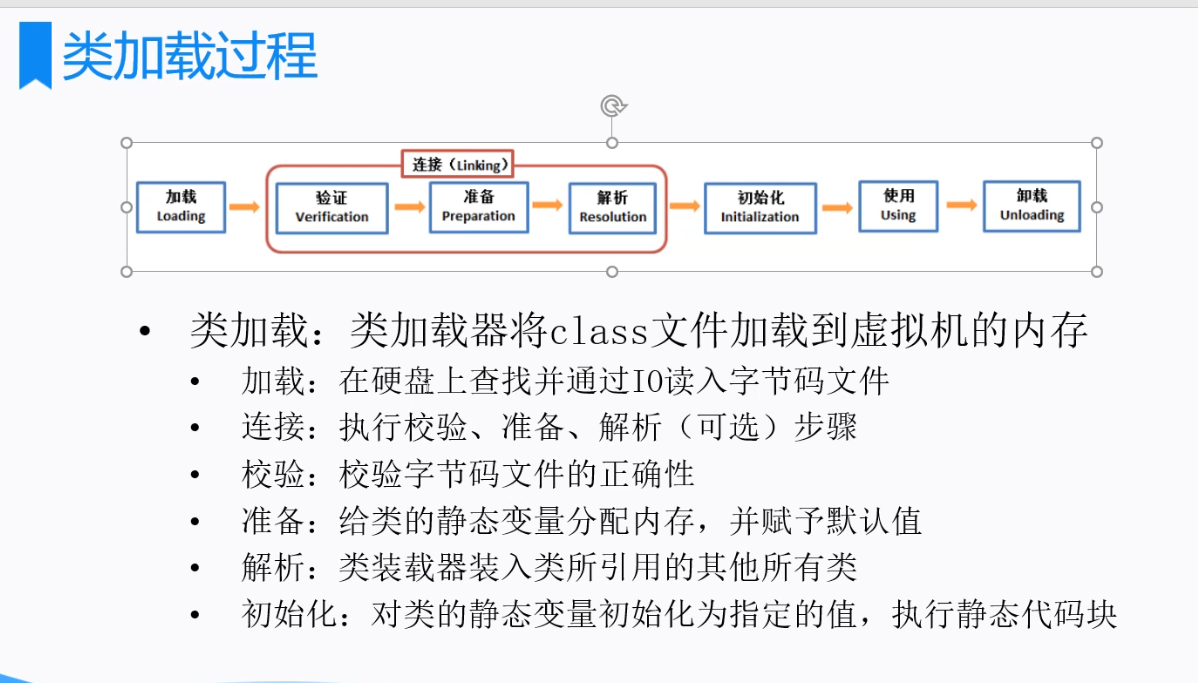 类加载过程
连接（Linking）
加载
Loading
验证
Verification
准备
Preparation
解析
Resolution
初始化
Initialization
使用
Using
卸载
Unloading
• 类加载：类加载器将class文件加载到虚拟机的内存
• 加载：在硬盘上查找并通过IO读入字节码文件
• 连接：执行校验、准备、解析（可选）步骤
• 校验：校验字节码文件的正确性
• 准备：给类的静态变量分配内存，并赋予默认值
• 解析：类装载器装入类所引用的其他所有类
• 初始化：对类的静态变量初始化为指定的值，执行静态代码块